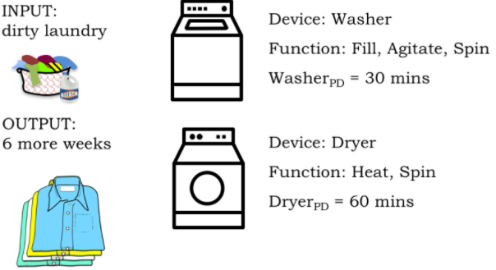 INPUT:
dirty laundry
Device: Washer
Function: Fill, Agitate, Spin
WasherPD = 30 mins
OUTPUT:
6 more weeks
Device: Dryer
Function: Heat, Spin
DryerPD = 60 mins